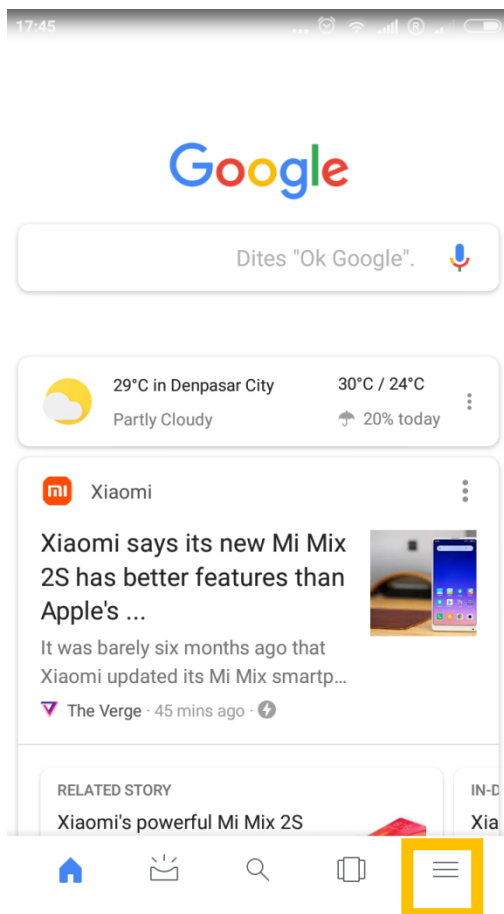 17:45
Google
Dites "Ok Google".
29°C in Denpasar City
30°C / 24°C
Partly Cloudy
20% today
Xiaomi
Xiaomi says its new Mi Mix
2S has better features than
Apple's ...
It was barely six months ago that
Xiaomi updated its Mi Mix smartp...
The Verge · 45 mins ago ·
RELATED STORY
IN-D
Xiaomi's powerful Mi Mix 2S
Xia